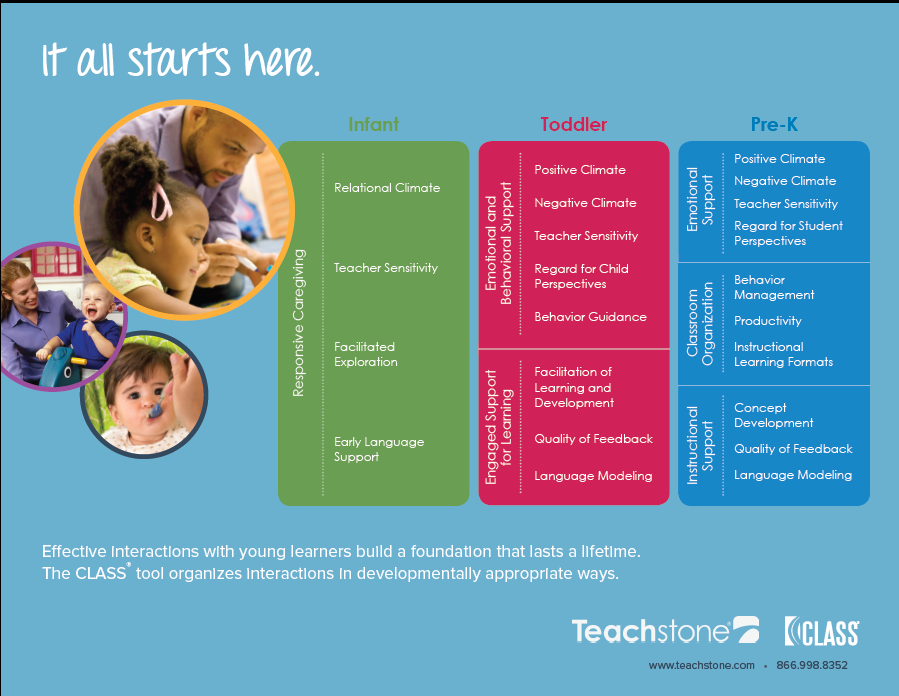 It all starts here.
Infant
Responsive Caregiving
Relational Climate
Teacher Sensitivity
Facilitated
Exploration
Early Language
Support
Toddler
Emotional and
Behavioral Support
Positive Climate
Negative Climate
Teacher Sensitivity
Regard for Child
Perspectives
Behavior Guidance
Engaged Support
for Learning
Facilitation of
Learning and
Development
Quality of Feedback
Language Modeling
Pre-K
Emotional
Support
Positive Climate
Negative Climate
Teacher Sensitivity
Regard for Student
Perspectives
Classroom
Organization
Behavior
Management
Productivity
Instructional
Learning Formats
Instructional
Support
Concept
Development
Quality of Feedback
Language Modeling
Effective interactions with young learners build a foundation that lasts a lifetime.
The CLASS® tool organizes interactions in developmentally appropriate ways.
Teachstone® CLASS
www.teachstone.com • 866.998.8352